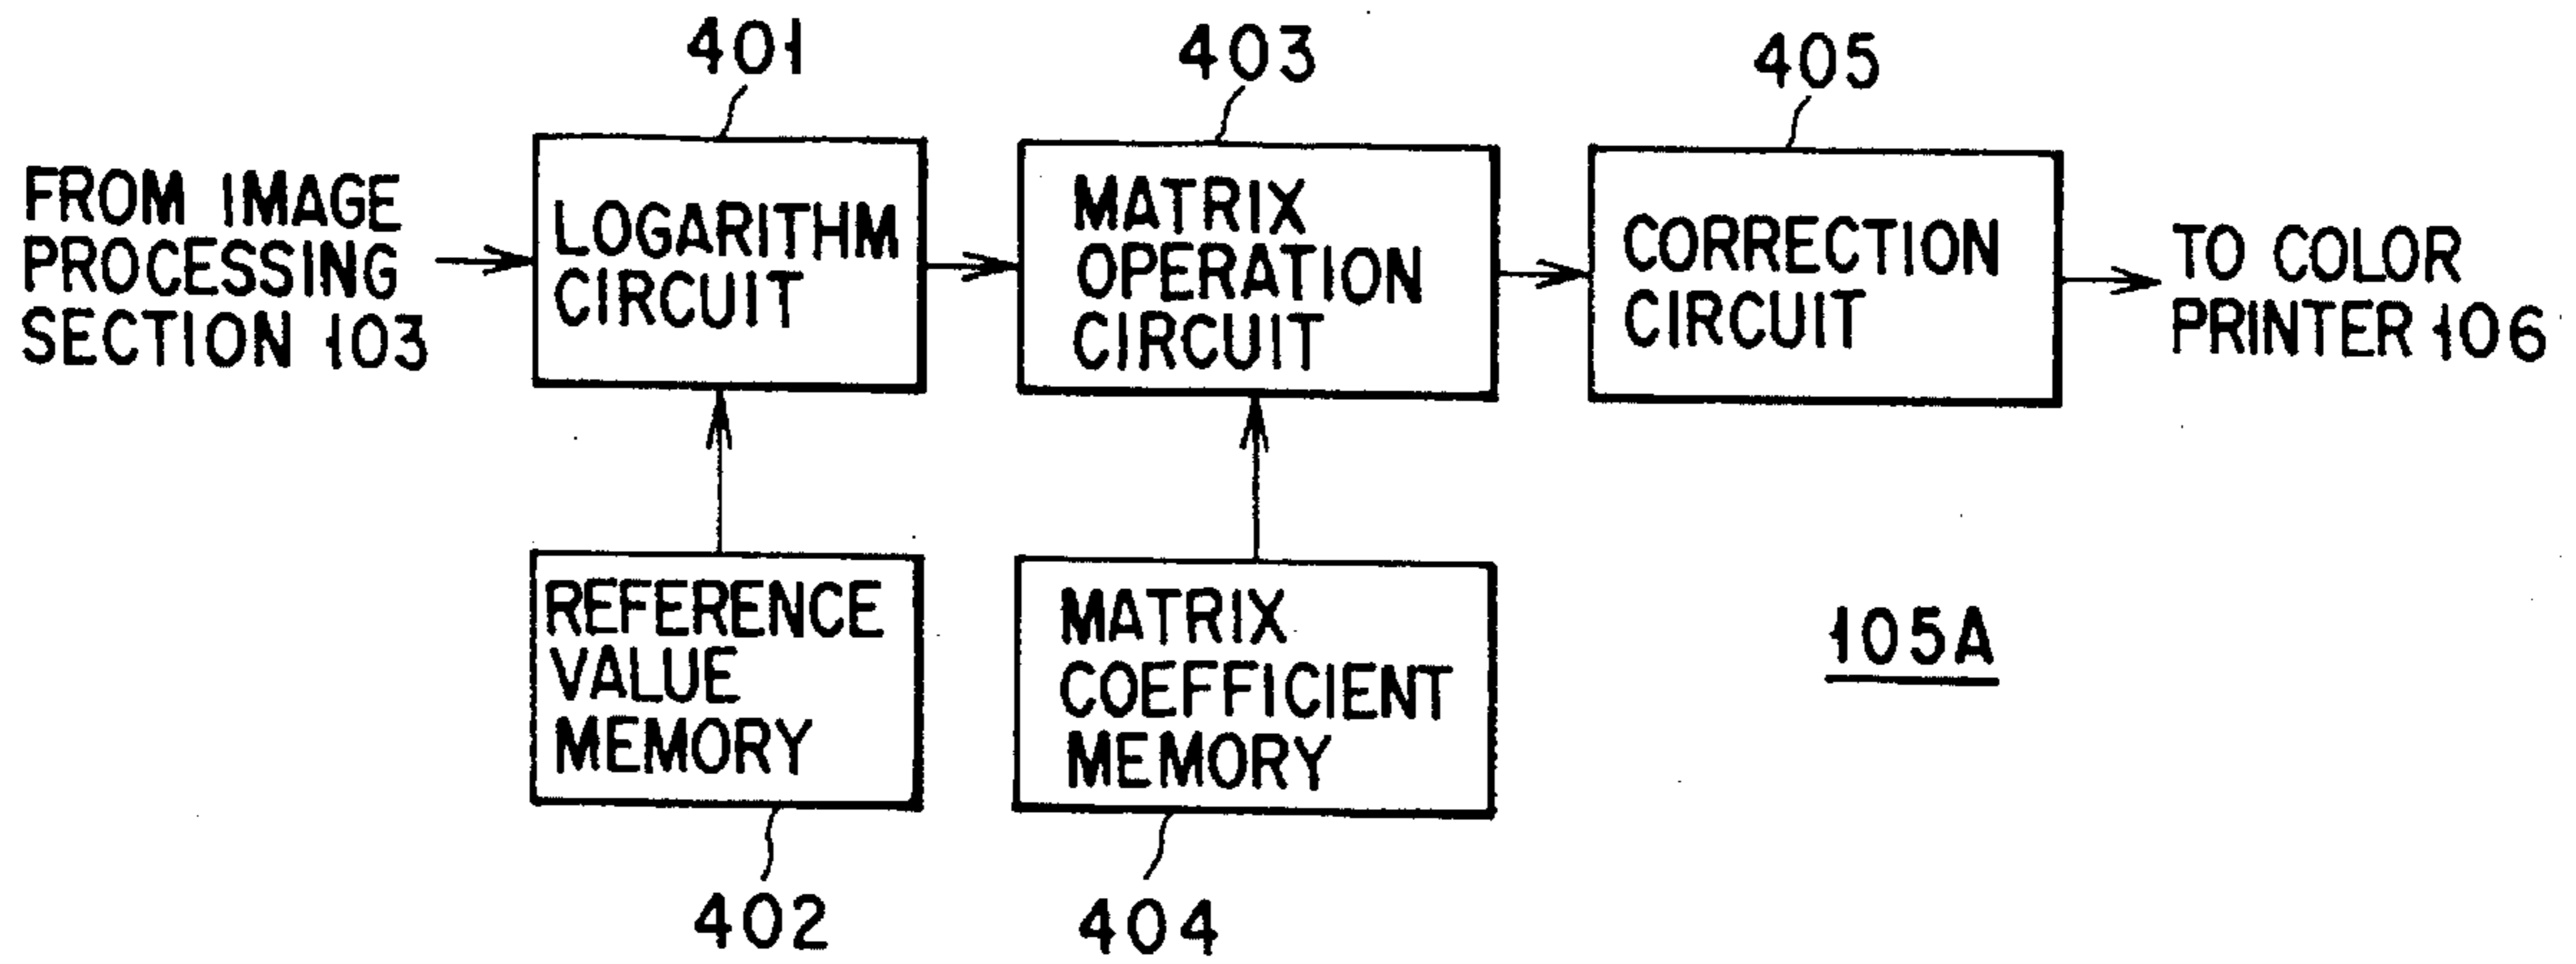 401
403
405
FROM IMAGE
PROCESSING
SECTION 103
LOGARITHM
CIRCUIT
MATRIX
OPERATION
CIRCUIT
CORRECTION
CIRCUIT
TO COLOR
PRINTER 106
REFERENCE
VALUE
MEMORY
MATRIX
COEFFICIENT
MEMORY
105A
402
404